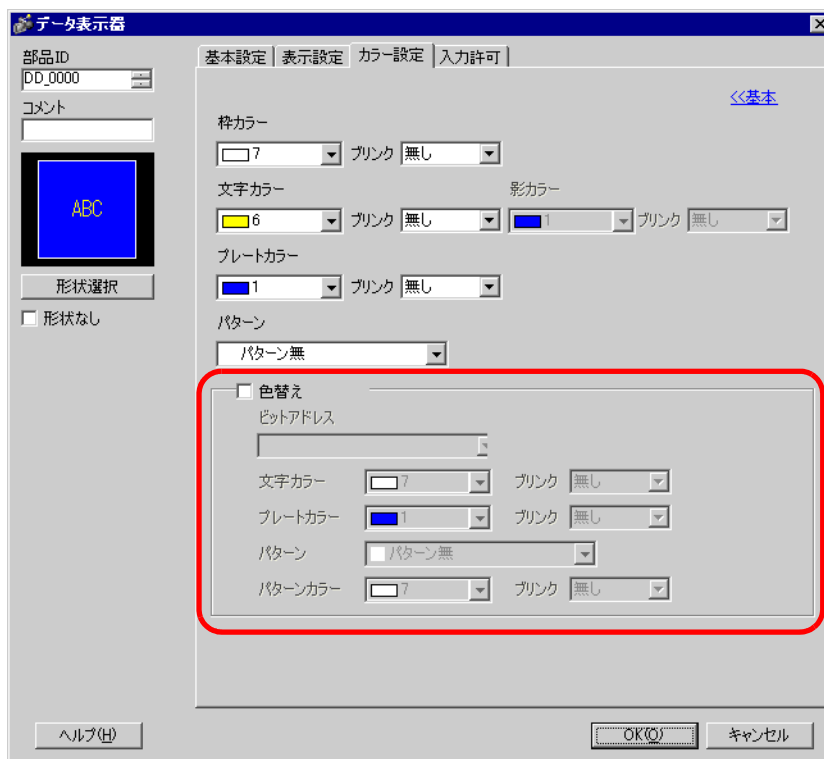 データ表示器
部品ID
DD_0000
コメント
ABC
形状選択
形状なし
基本設定 表示設定 カラー設定 入力許可
<<基本
枠カラー
7 ブリンク 無し
文字カラー 影カラー
6 ブリンク 無し 1 ブリンク 無し
プレートカラー
1 ブリンク 無し
パターン
パターン無
色替え
ビットアドレス
文字カラー 7 ブリンク 無し
プレートカラー 1 ブリンク 無し
パターン パターン無
パターンカラー 7 ブリンク 無し
ヘルプ(H) OK(O) キャンセル